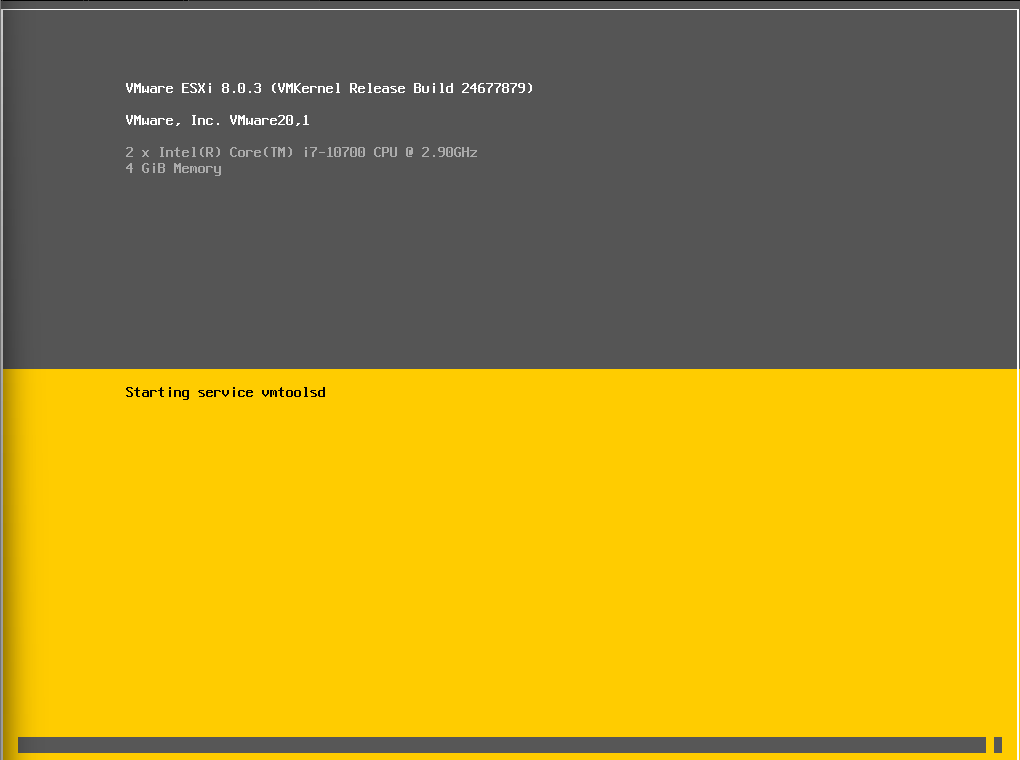 VMware ESXi 8.0.3 (VMKernel Release Build 24677879)
VMware, Inc. VMware20,1
2 x Intel(R) Core(TM) i7-10700 CPU @ 2.90GHz
4 GiB Memory
Starting service vmtoolsd